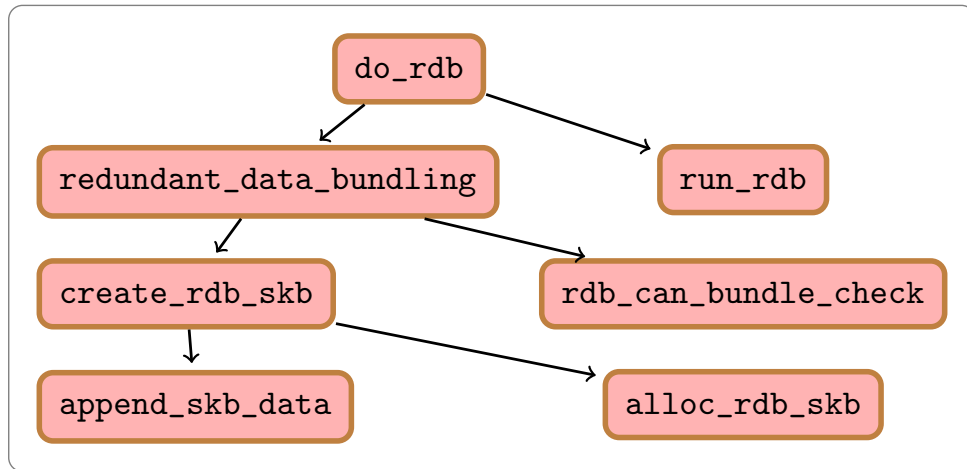 do_rdb
redundant_data_bundling
run_rdb
create_rdb_skb
rdb_can_bundle_check
append_skb_data
alloc_rdb_skb